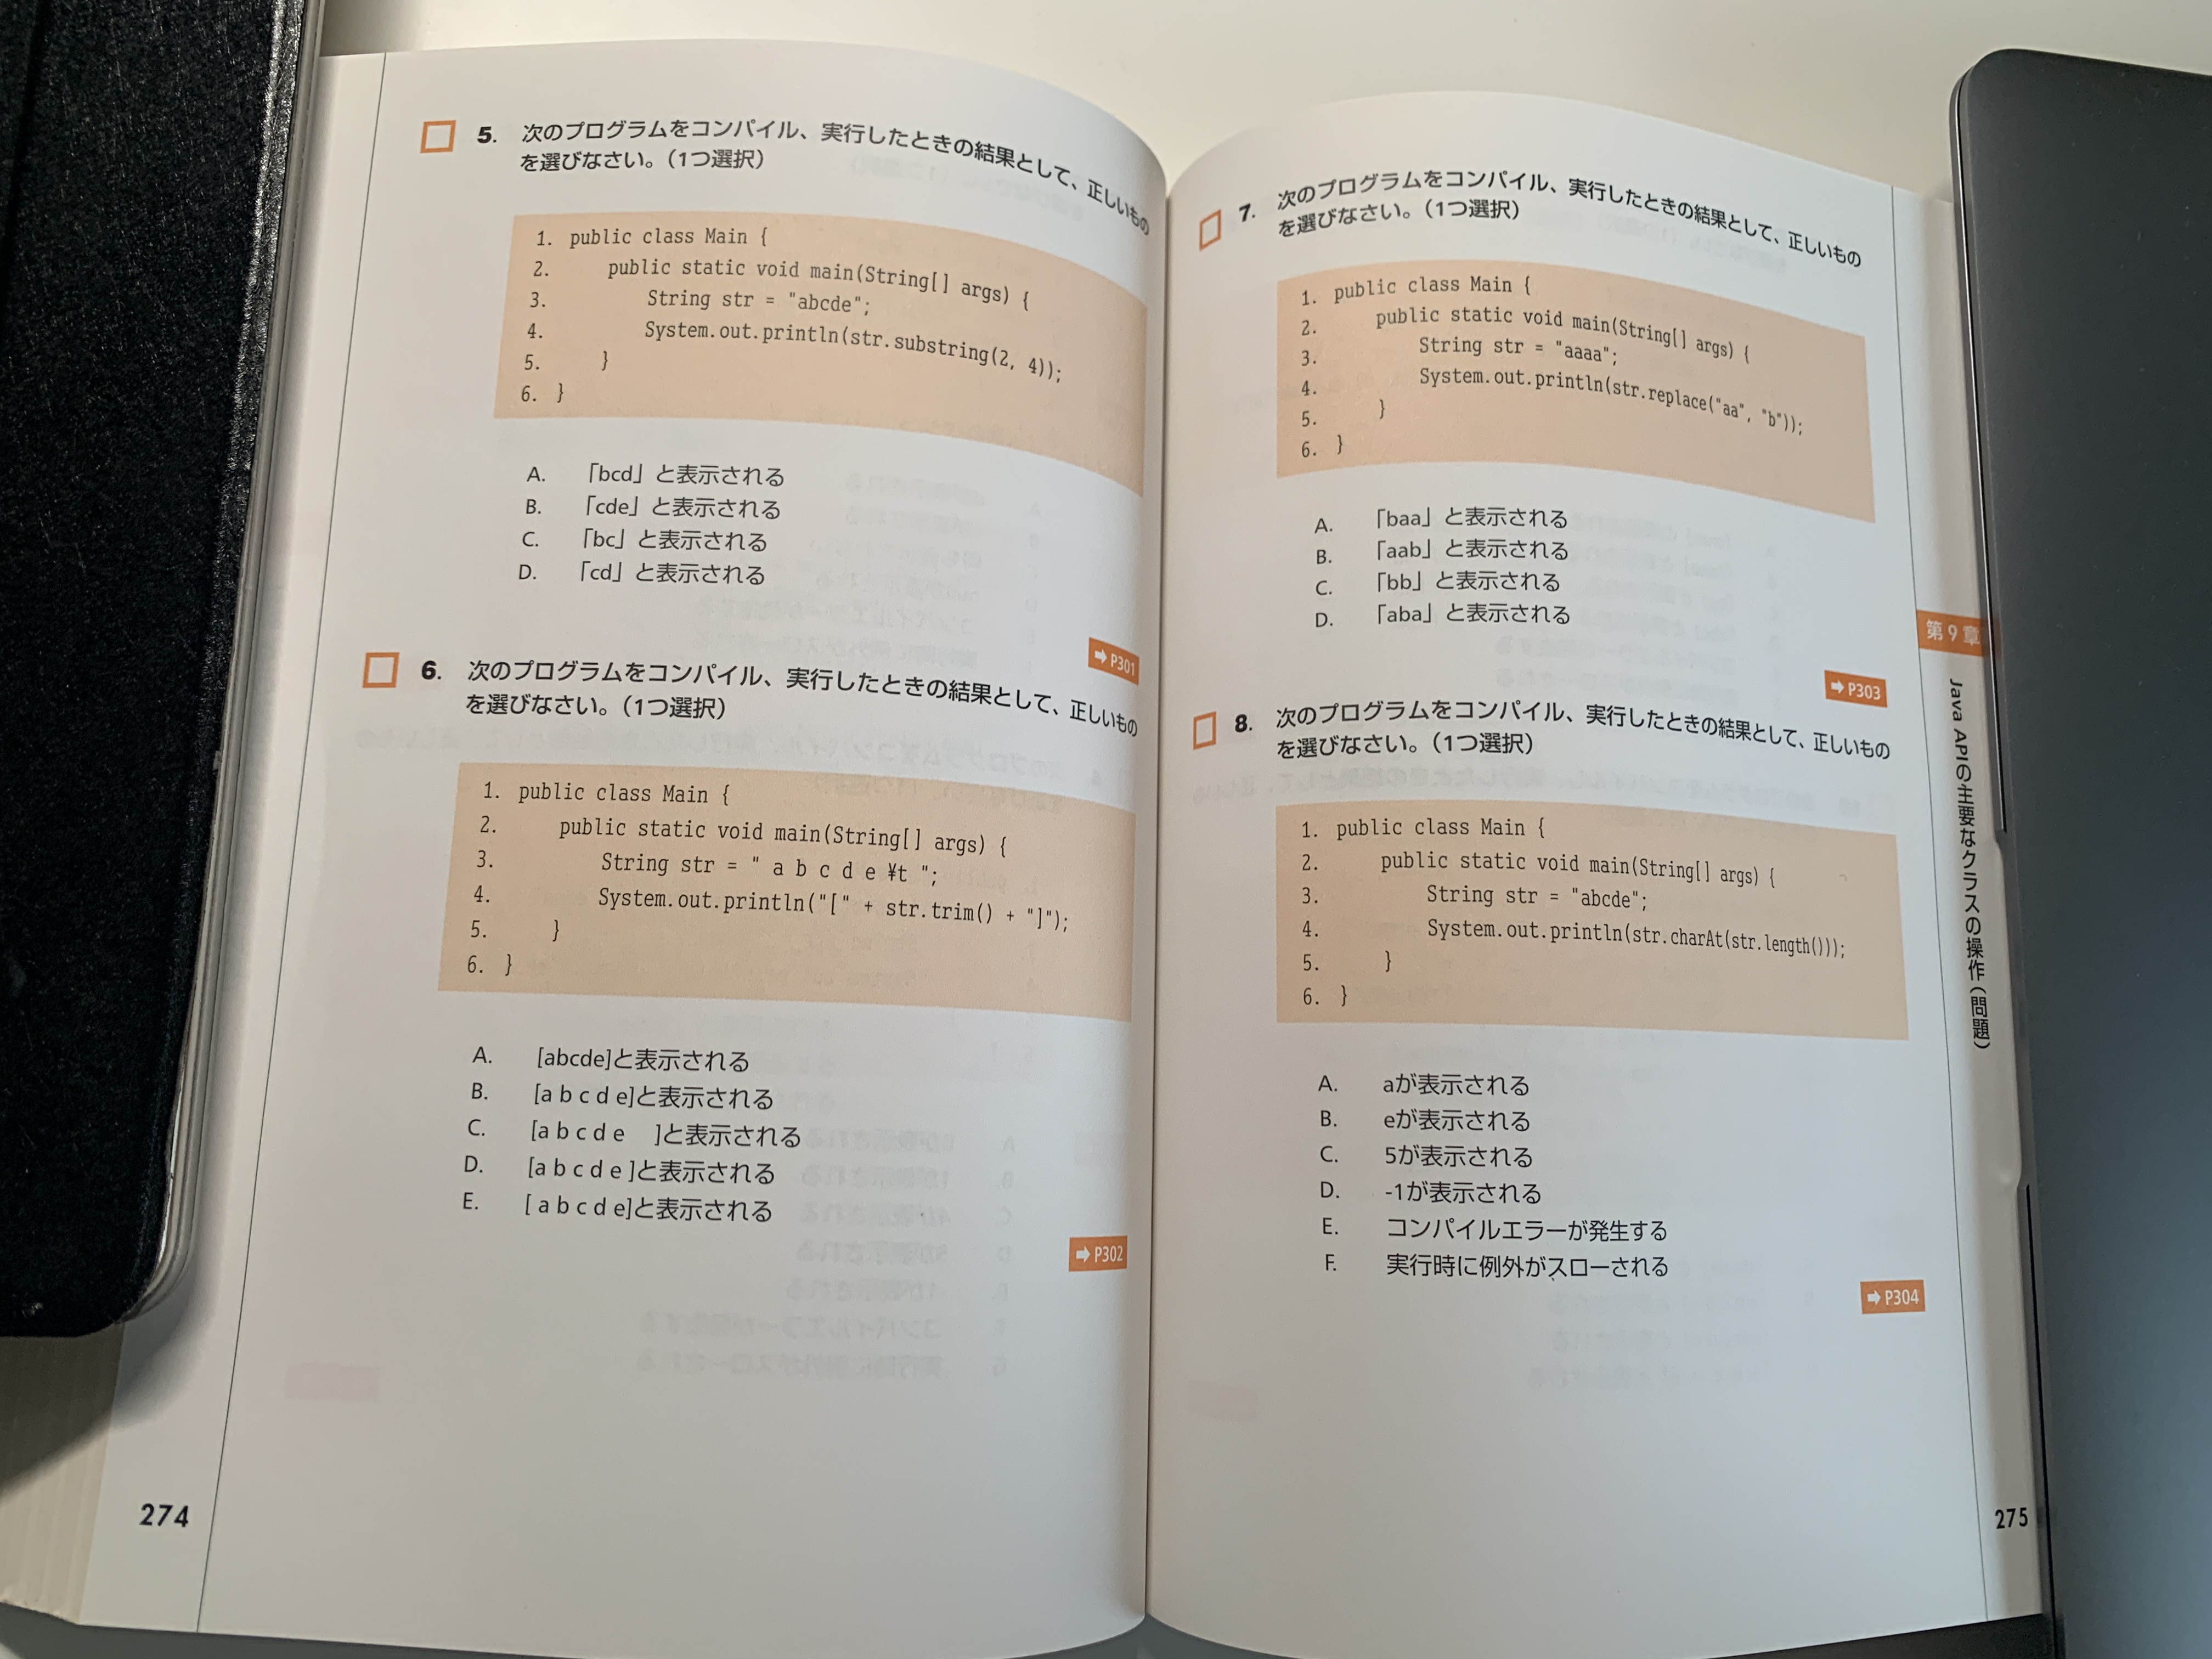 5. 次のプログラムをコンパイル、実行したときの結果として、正しいもの
を選びなさい。(1つ選択)
1. public class Main {
2. public static void main(String[] args) {
3. String str = "abcde";
4. System.out.println(str.substring(2, 4));
5. }
6. }
A. 「bcd」と表示される
B. 「cde」と表示される
C. 「bc」と表示される
D. 「cd」と表示される
➡P301
6. 次のプログラムをコンパイル、実行したときの結果として、正しいもの
を選びなさい。(1つ選択)
1. public class Main {
2. public static void main(String[] args) {
3. String str = " a b c d e ¥t ";
4. System.out.println("[" + str.trim() + "]");
5. }
6. }
A. [abcde]と表示される
B. [a b c d e]と表示される
C. [a b c d e   ]と表示される
D. [a b c d e ]と表示される
E. [ a b c d e]と表示される
➡P302
274
7. 次のプログラムをコンパイル、実行したときの結果として、正しいもの
を選びなさい。(1つ選択)
1. public class Main {
2. public static void main(String[] args) {
3. String str = "aaaa";
4. System.out.println(str.replace("aa", "b"));
5. }
6. }
A. 「baa」と表示される
B. 「aab」と表示される
C. 「bb」と表示される
D. 「aba」と表示される
➡P303
8. 次のプログラムをコンパイル、実行したときの結果として、正しいもの
を選びなさい。(1つ選択)
1. public class Main {
2. public static void main(String[] args) {
3. String str = "abcde";
4. System.out.println(str.charAt(str.length()));
5. }
6. }
A. aが表示される
B. eが表示される
C. 5が表示される
D. -1が表示される
E. コンパイルエラーが発生する
F. 実行時に例外がスローされる
➡P304
第9章
Java APIの主要なクラスの操作(問題)
275